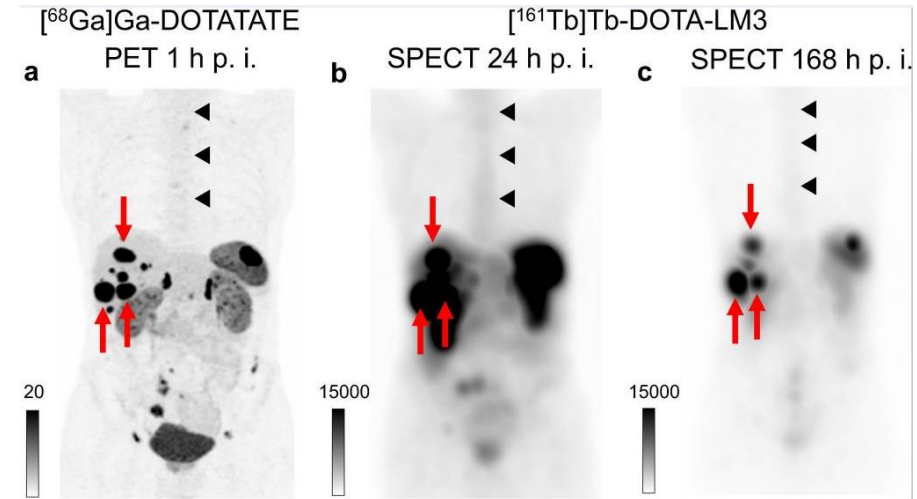 [⁶⁸Ga]Ga-DOTATATE
[¹⁶¹Tb]Tb-DOTA-LM3
a PET 1 h p. i.
b SPECT 24 h p. i.
c SPECT 168 h p. i.
20
15000
15000